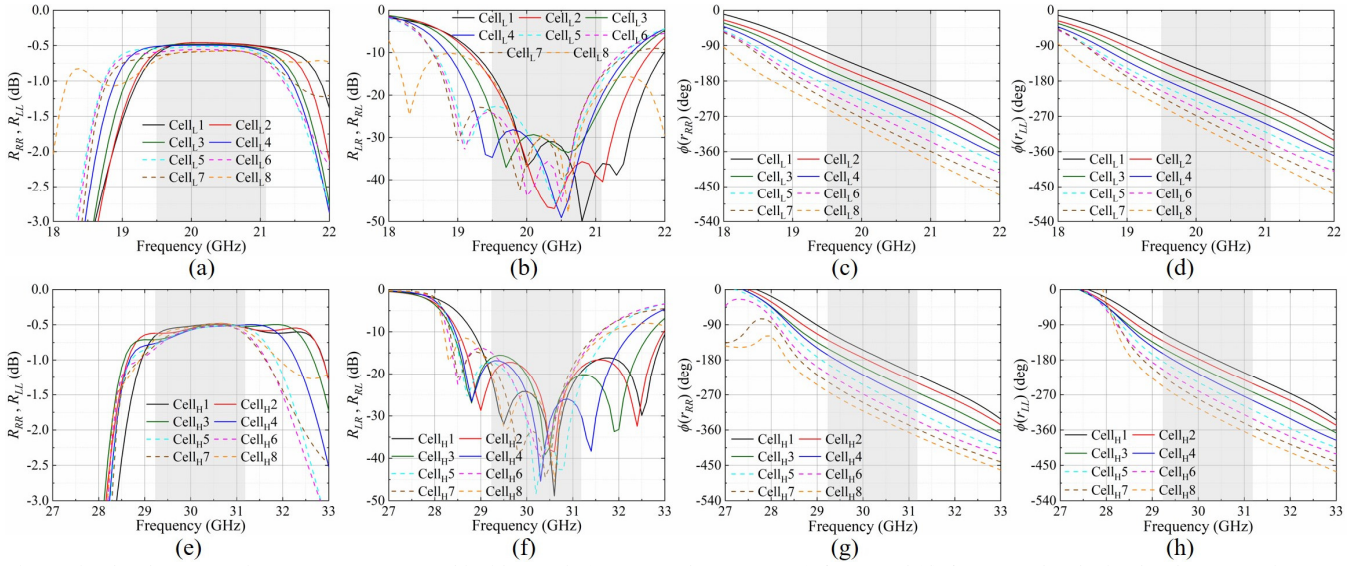 R_RR , R_LL (dB)
0.0
-0.5
-1.0
-1.5
-2.0
-2.5
-3.0
Cell_L1 Cell_L2
Cell_L3 Cell_L4
Cell_L5 Cell_L6
Cell_L7 Cell_L8
18 19 20 21 22
Frequency (GHz)
(a)
R_LR , R_RL (dB)
0
-10
-20
-30
-40
-50
Cell_L1 Cell_L2 Cell_L3
Cell_L4 Cell_L5 Cell_L6
Cell_L7 Cell_L8
18 19 20 21 22
Frequency (GHz)
(b)
ϕ(r_RR) (deg)
0
-90
-180
-270
-360
-450
-540
Cell_L1 Cell_L2
Cell_L3 Cell_L4
Cell_L5 Cell_L6
Cell_L7 Cell_L8
18 19 20 21 22
Frequency (GHz)
(c)
ϕ(r_LL) (deg)
0
-90
-180
-270
-360
-450
-540
Cell_L1 Cell_L2
Cell_L3 Cell_L4
Cell_L5 Cell_L6
Cell_L7 Cell_L8
18 19 20 21 22
Frequency (GHz)
(d)
R_RR , R_LL (dB)
0.0
-0.5
-1.0
-1.5
-2.0
-2.5
-3.0
Cell_H1 Cell_H2
Cell_H3 Cell_H4
Cell_H5 Cell_H6
Cell_H7 Cell_H8
27 28 29 30 31 32 33
Frequency (GHz)
(e)
R_LR , R_RL (dB)
0
-10
-20
-30
-40
-50
Cell_H1 Cell_H2
Cell_H3 Cell_H4
Cell_H5 Cell_H6
Cell_H7 Cell_H8
27 28 29 30 31 32 33
Frequency (GHz)
(f)
ϕ(r_RR) (deg)
0
-90
-180
-270
-360
-450
-540
Cell_H1 Cell_H2
Cell_H3 Cell_H4
Cell_H5 Cell_H6
Cell_H7 Cell_H8
27 28 29 30 31 32 33
Frequency (GHz)
(g)
ϕ(r_LL) (deg)
0
-90
-180
-270
-360
-450
-540
Cell_H1 Cell_H2
Cell_H3 Cell_H4
Cell_H5 Cell_H6
Cell_H7 Cell_H8
27 28 29 30 31 32 33
Frequency (GHz)
(h)